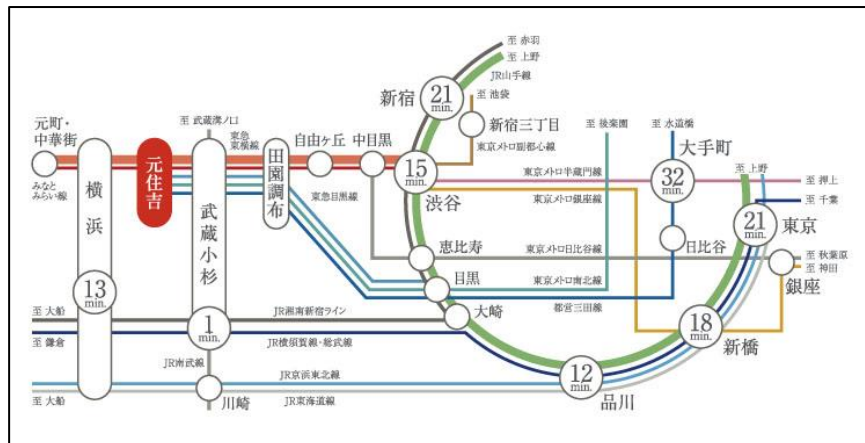 至 赤羽
至 上野
JR山手線
新宿
21
min.
至 池袋
新宿三丁目
東京メトロ副都心線
至 後楽園
至 水道橋
大手町
32
min.
元町・
中華街
みなと
みらい線
横浜
13
min.
元住吉
至 武蔵溝ノ口
武蔵小杉
1
min.
東急
東横線
田園調布
自由ヶ丘
中目黒
東急目黒線
15
min.
渋谷
東京メトロ半蔵門線
東京メトロ銀座線
至 上野
至 押上
至 千葉
21
min.
東京
日比谷
恵比寿
東京メトロ日比谷線
至 秋葉原
至 神田
銀座
目黒
東京メトロ南北線
都営三田線
大崎
至 大船
JR湘南新宿ライン
至 鎌倉
JR横須賀線・総武線
JR南武線
18
min.
新橋
12
min.
品川
JR京浜東北線
至 大船
川崎
JR東海道線